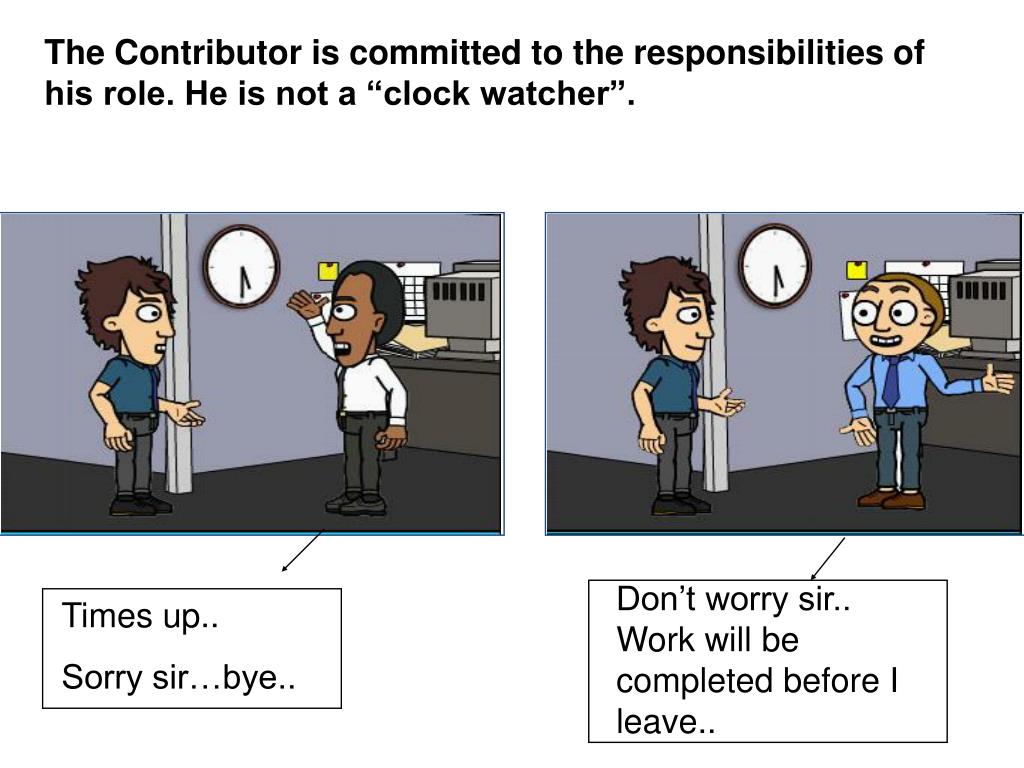 The Contributor is committed to the responsibilities of
his role. He is not a “clock watcher”.
Times up..
Sorry sir…bye..
Don’t worry sir..
Work will be
completed before I
leave..